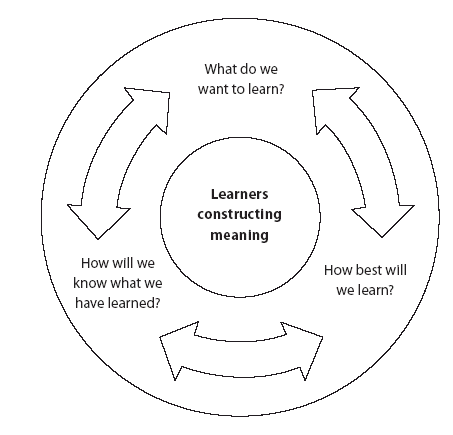 What do we
want to learn?
Learners
constructing
meaning
How will we
know what we
have learned?
How best will
we learn?